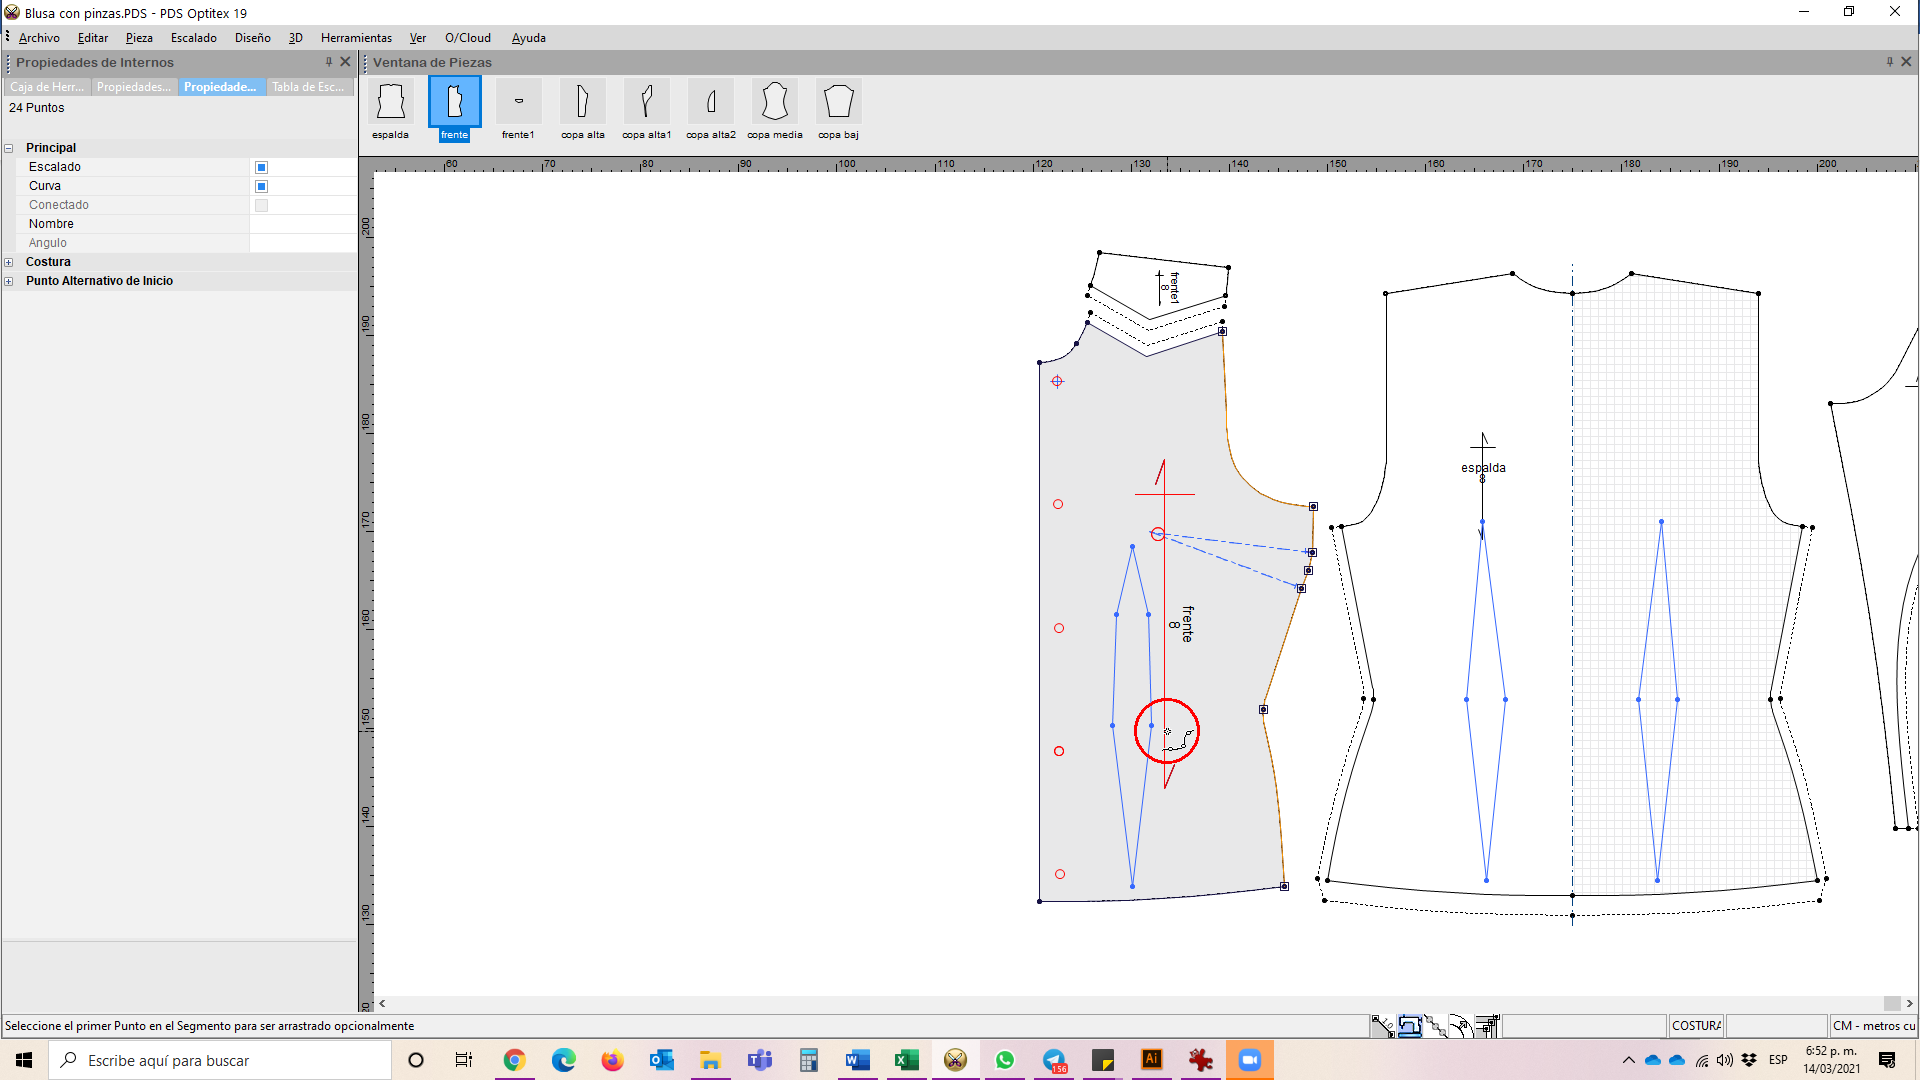 Blusa con pinzas.PDS - PDS Optitex 19
Archivo Editar Pieza Escalado Diseño 3D Herramientas Ver O/Cloud Ayuda
Propiedades de Internos
Ventana de Piezas
Caja de Herr... Propiedades... Propiedade... Tabla de Esc...
24 Puntos
espalda frente frente1 copa alta copa alta1 copa alta2 copa media copa baj
Principal
Escalado
Curva
Conectado
Nombre
Angulo
Costura
Punto Alternativo de Inicio
60 70 80 90 100 110 120 130 140 150 160 170 180 190 200
200
190
180
170
160
150
140
130
frente1
8
espalda
8
frente
8
Seleccione el primer Punto en el Segmento para ser arrastrado opcionalmente
COSTURA
CM - metros cu
Escribe aquí para buscar
156
ESP
6:52 p. m.
14/03/2021